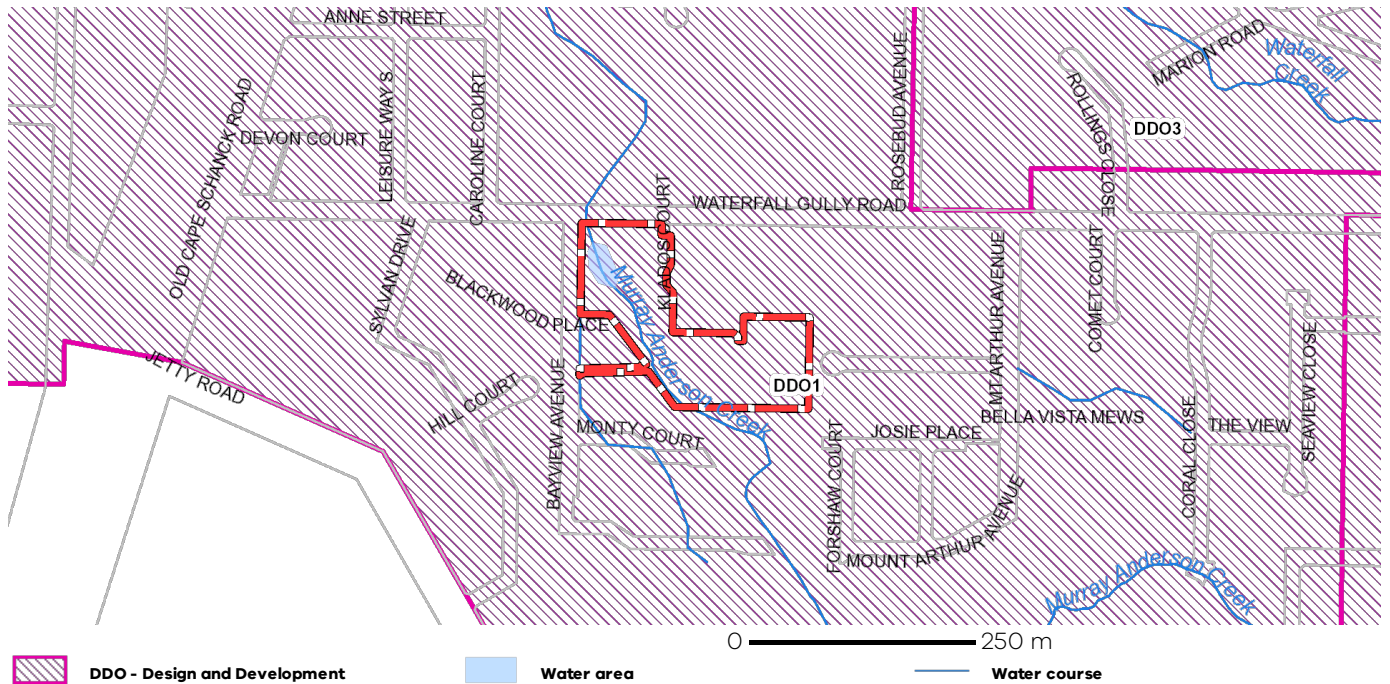 ANNE STREET
MARION ROAD
Waterfall
Creek
ROSEBUD AVENUE
ROLLINGS CLOSE
DDO3
OLD CAPE SCHANCK ROAD
DEVON COURT
LEISURE WAY S
CAROLINE COURT
WATERFALL GULLY ROAD
KLADOS COURT
SYLVAN DRIVE
BLACKWOOD PLACE
Murray Anderson Creek
MT ARTHUR AVENUE
COMET COURT
SEAVIEW CLOSE
JETTY ROAD
HILL COURT
BAYVIEW AVENUE
DDO1
MONTY COURT
FORSHAW COURT
JOSIE PLACE
BELLA VISTA MEWS
CORAL CLOSE
THE VIEW
MOUNT ARTHUR AVENUE
Murray Anderson Creek
0 250 m
DDO - Design and Development
Water area
Water course